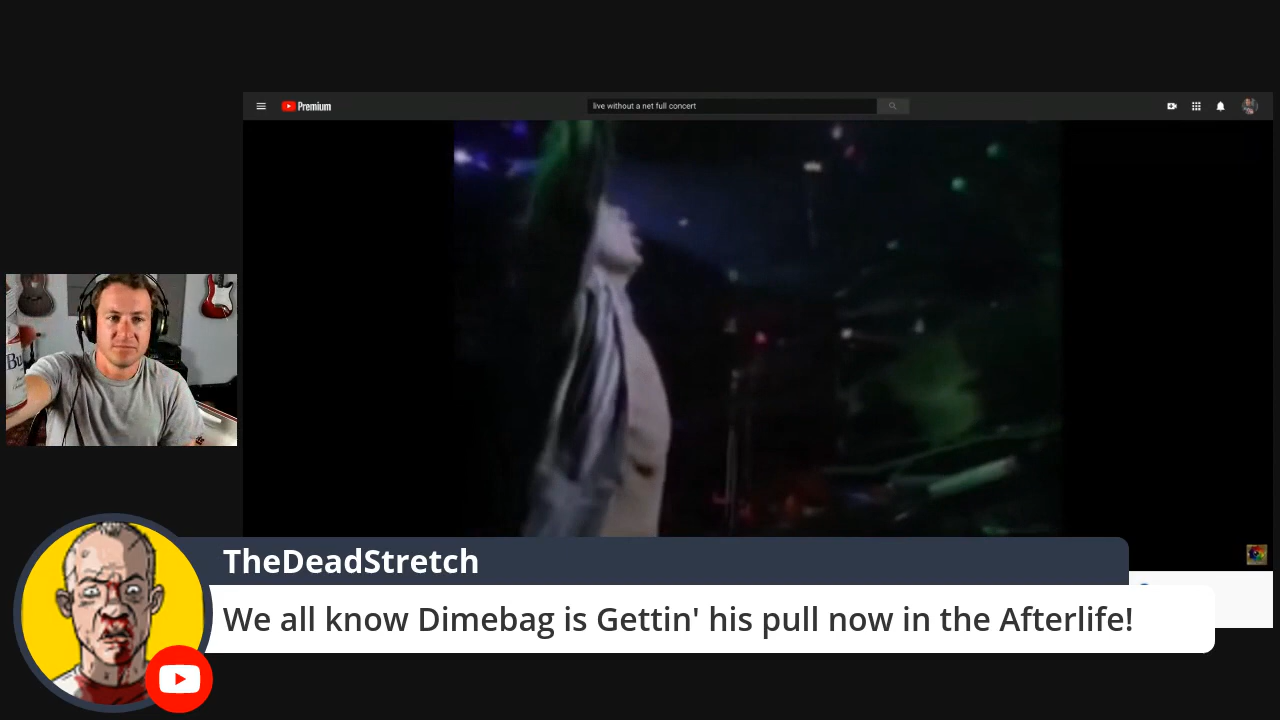 Premium
live without a net full concert
Bu
TheDeadStretch
We all know Dimebag is Gettin' his pull now in the Afterlife!